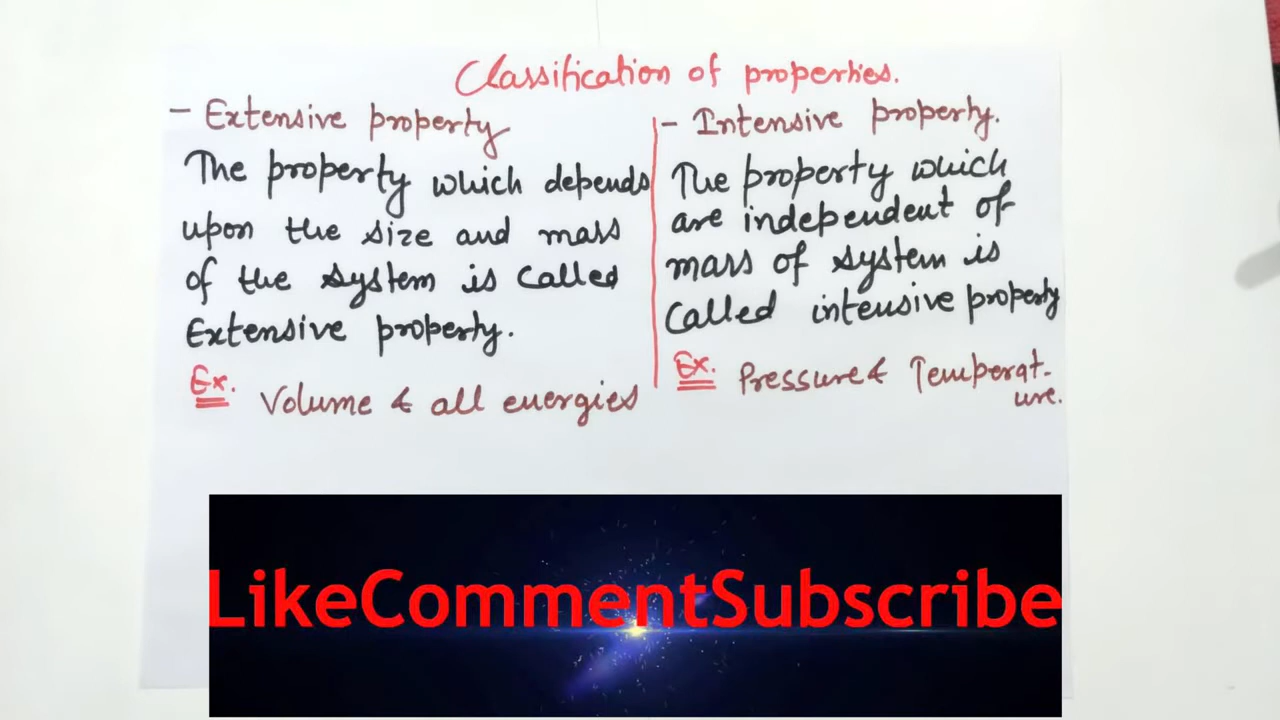 Classification of properties.
- Extensive property
The property which depends
upon the size and mass
of the system is called
Extensive property.
Ex. Volume & all energies
- Intensive property.
The property which
are independent of
mass of system is
called intensive property
Ex. Pressure & Temperat-
ure.
LikeCommentSubscribe